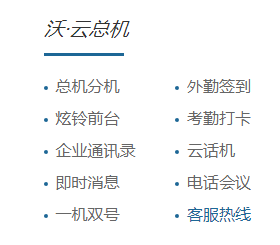 沃·云总机
总机分机 外勤签到
炫铃前台 考勤打卡
企业通讯录 云话机
即时消息 电话会议
一机双号 客服热线